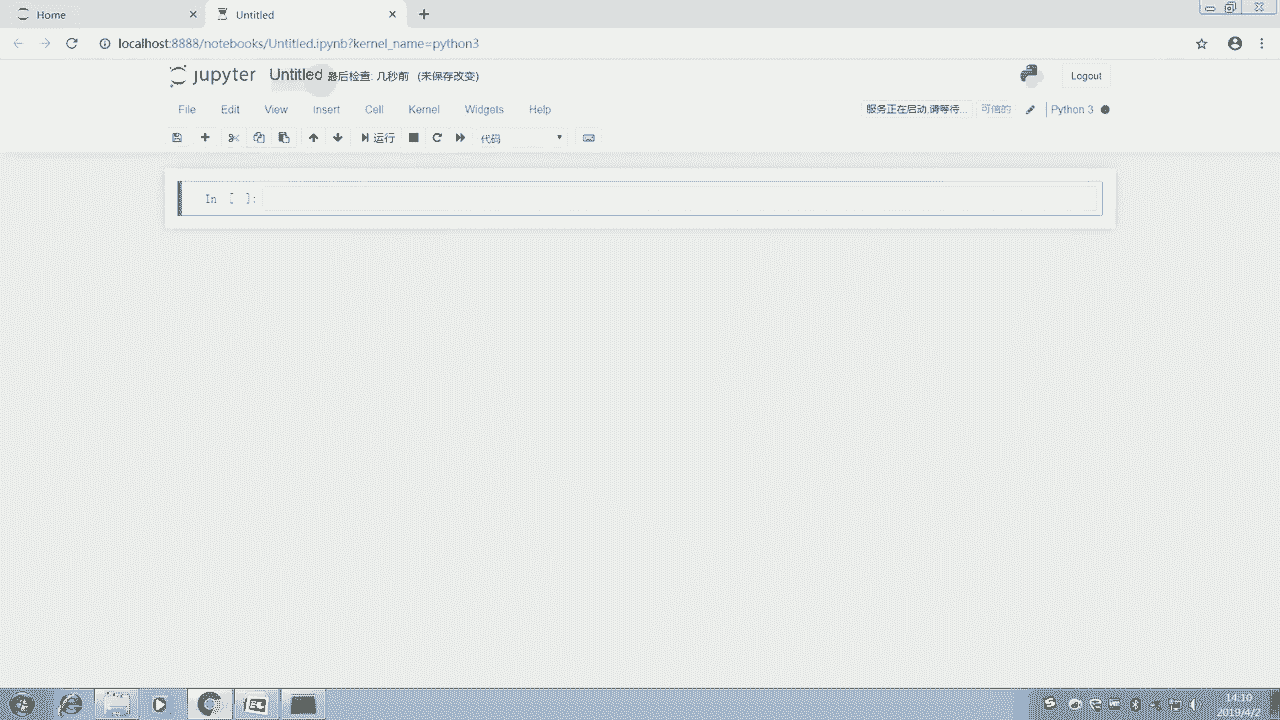 Home
Untitled
localhost:8888/notebooks/Untitled.ipynb?kernel_name=python3
jupyter Untitled 最后检查: 几秒前 (未保存改变)
Logout
File Edit View Insert Cell Kernel Widgets Help
服务正在启动,请等待... 可信的 Python 3
运行 代码
In [ ]:
14:10
2019/4/2